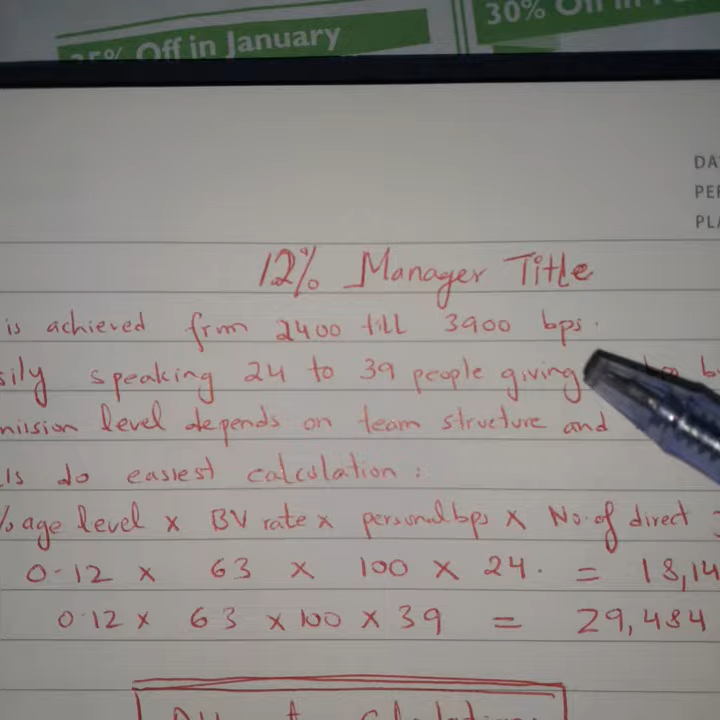 25% Off in January
30% Off in
DA
PE
PLA
12% Manager Title
is achieved frm 2400 till 3900 bps.
sily speaking 24 to 39 people giving
mission level depends on team structure and
ls do easiest calculation :
% age level x BV rate x personal bps x No. of direct
0.12 x 63 x 100 x 24. = 18,14
0.12 x 63 x 100 x 39 = 29,484